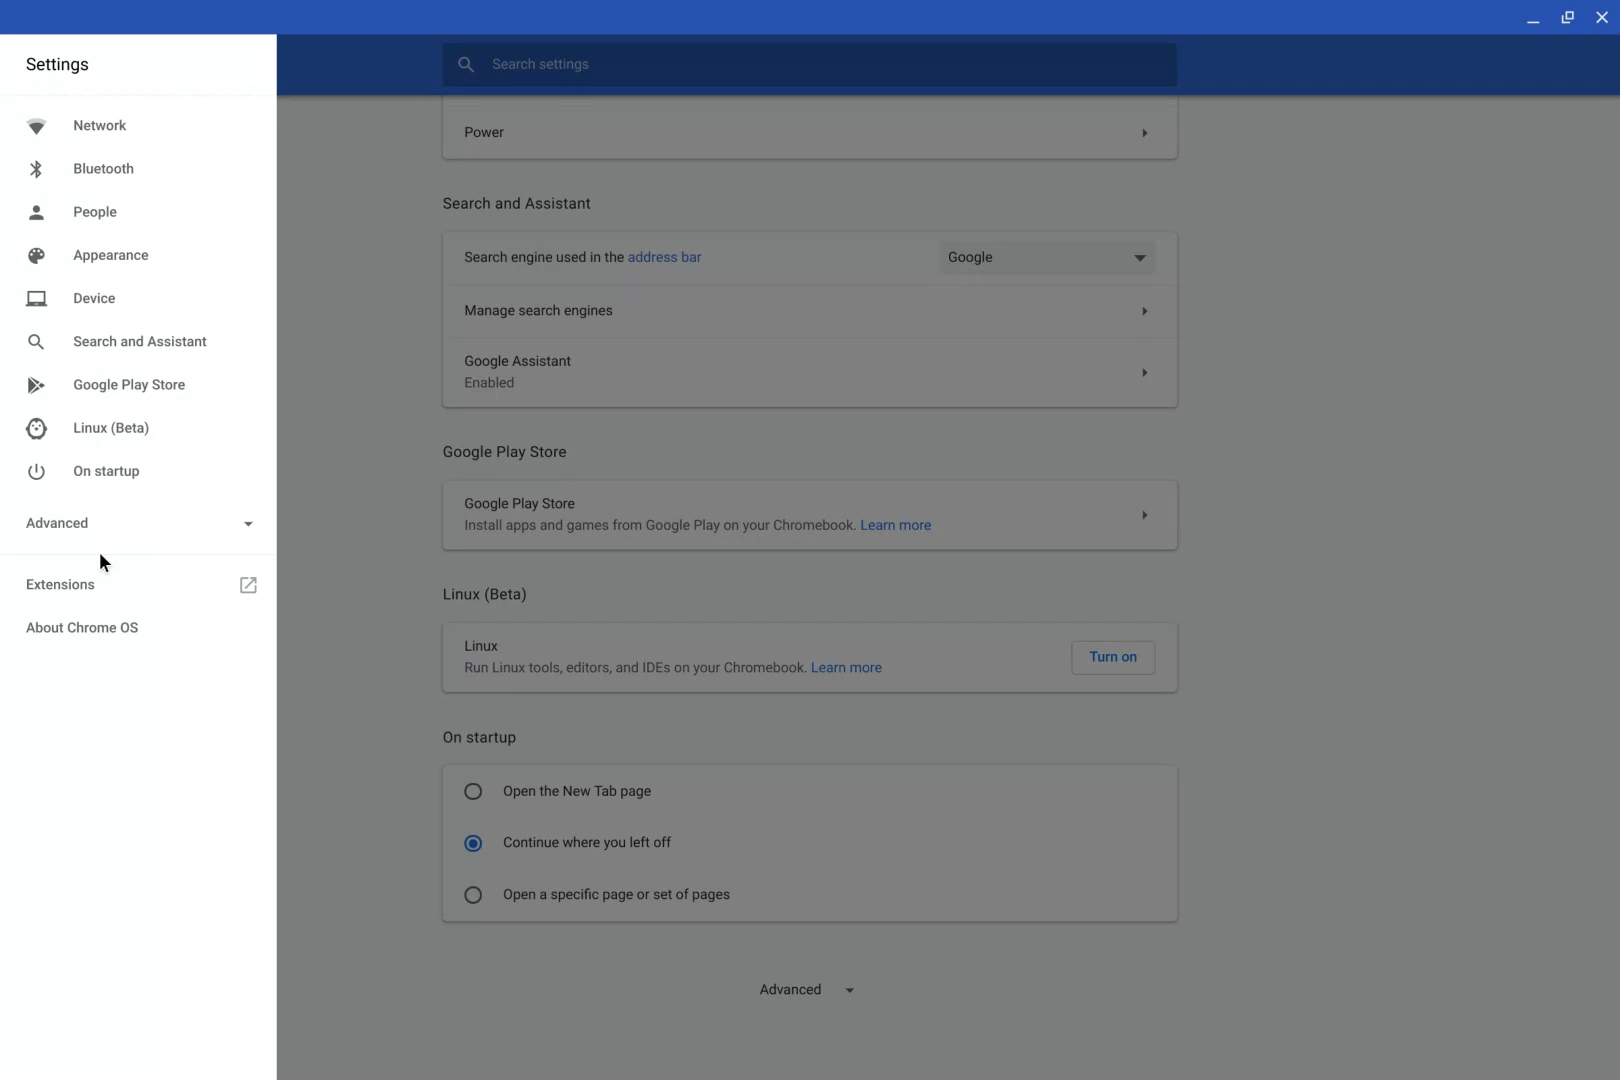 Settings
Search settings
Network
Bluetooth
People
Appearance
Device
Search and Assistant
Google Play Store
Linux (Beta)
On startup
Advanced
Extensions
About Chrome OS
Power
Search and Assistant
Search engine used in the address bar
Google
Manage search engines
Google Assistant
Enabled
Google Play Store
Google Play Store
Install apps and games from Google Play on your Chromebook. Learn more
Linux (Beta)
Linux
Run Linux tools, editors, and IDEs on your Chromebook. Learn more
Turn on
On startup
Open the New Tab page
Continue where you left off
Open a specific page or set of pages
Advanced